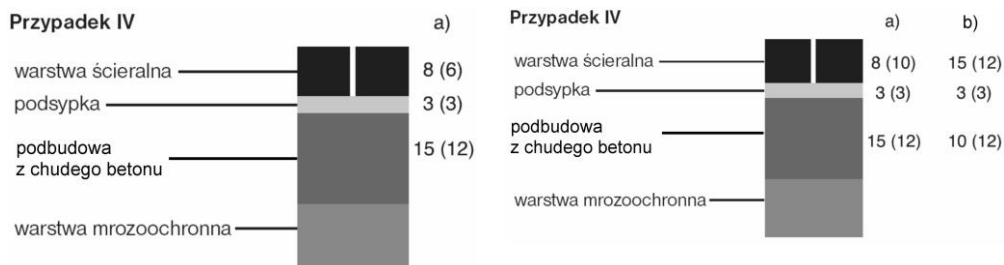 Przypadek IV a)
warstwa ścieralna 8 (6)
podsypka 3 (3)
podbudowa 15 (12)
z chudego betonu
warstwa mrozoochronna
Przypadek IV
a) b)
warstwa ścieralna 8 (10) 15 (12)
podsypka 3 (3) 3 (3)
podbudowa
z chudego betonu 15 (12) 10 (12)
warstwa mrozoochronna